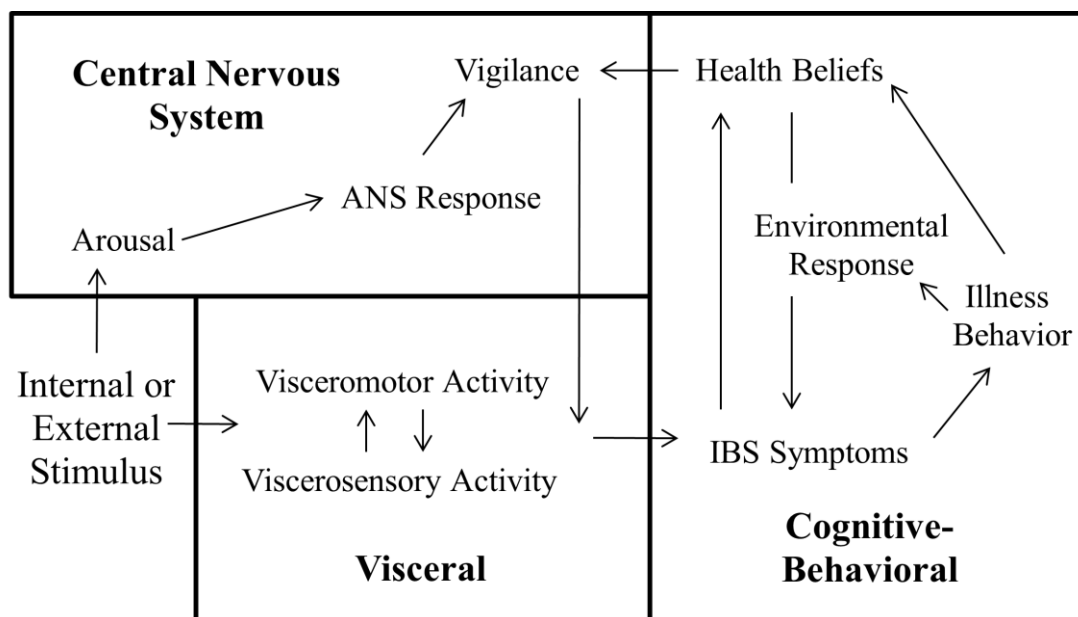 Central Nervous
System
Vigilance
ANS Response
Arousal
Internal or
External
Stimulus
Visceromotor Activity
Viscerosensory Activity
Visceral
Health Beliefs
Environmental
Response
Illness
Behavior
IBS Symptoms
Cognitive-
Behavioral